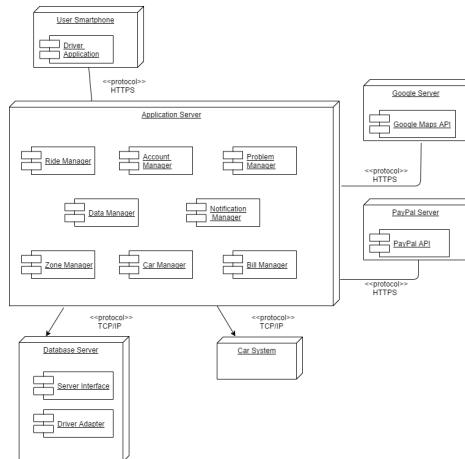 User Smartphone
Driver
Application
<<protocol>>
HTTPS
Google Server
Google Maps API
Application Server
Ride Manager
Account
Manager
Problem
Manager
<<protocol>>
HTTPS
Data Manager
Notification
Manager
PayPal Server
PayPal API
Zone Manager
Car Manager
Bill Manager
<<protocol>>
HTTPS
<<protocol>>
TCP/IP
<<protocol>>
TCP/IP
Database Server
Car System
Server Interface
Driver Adapter